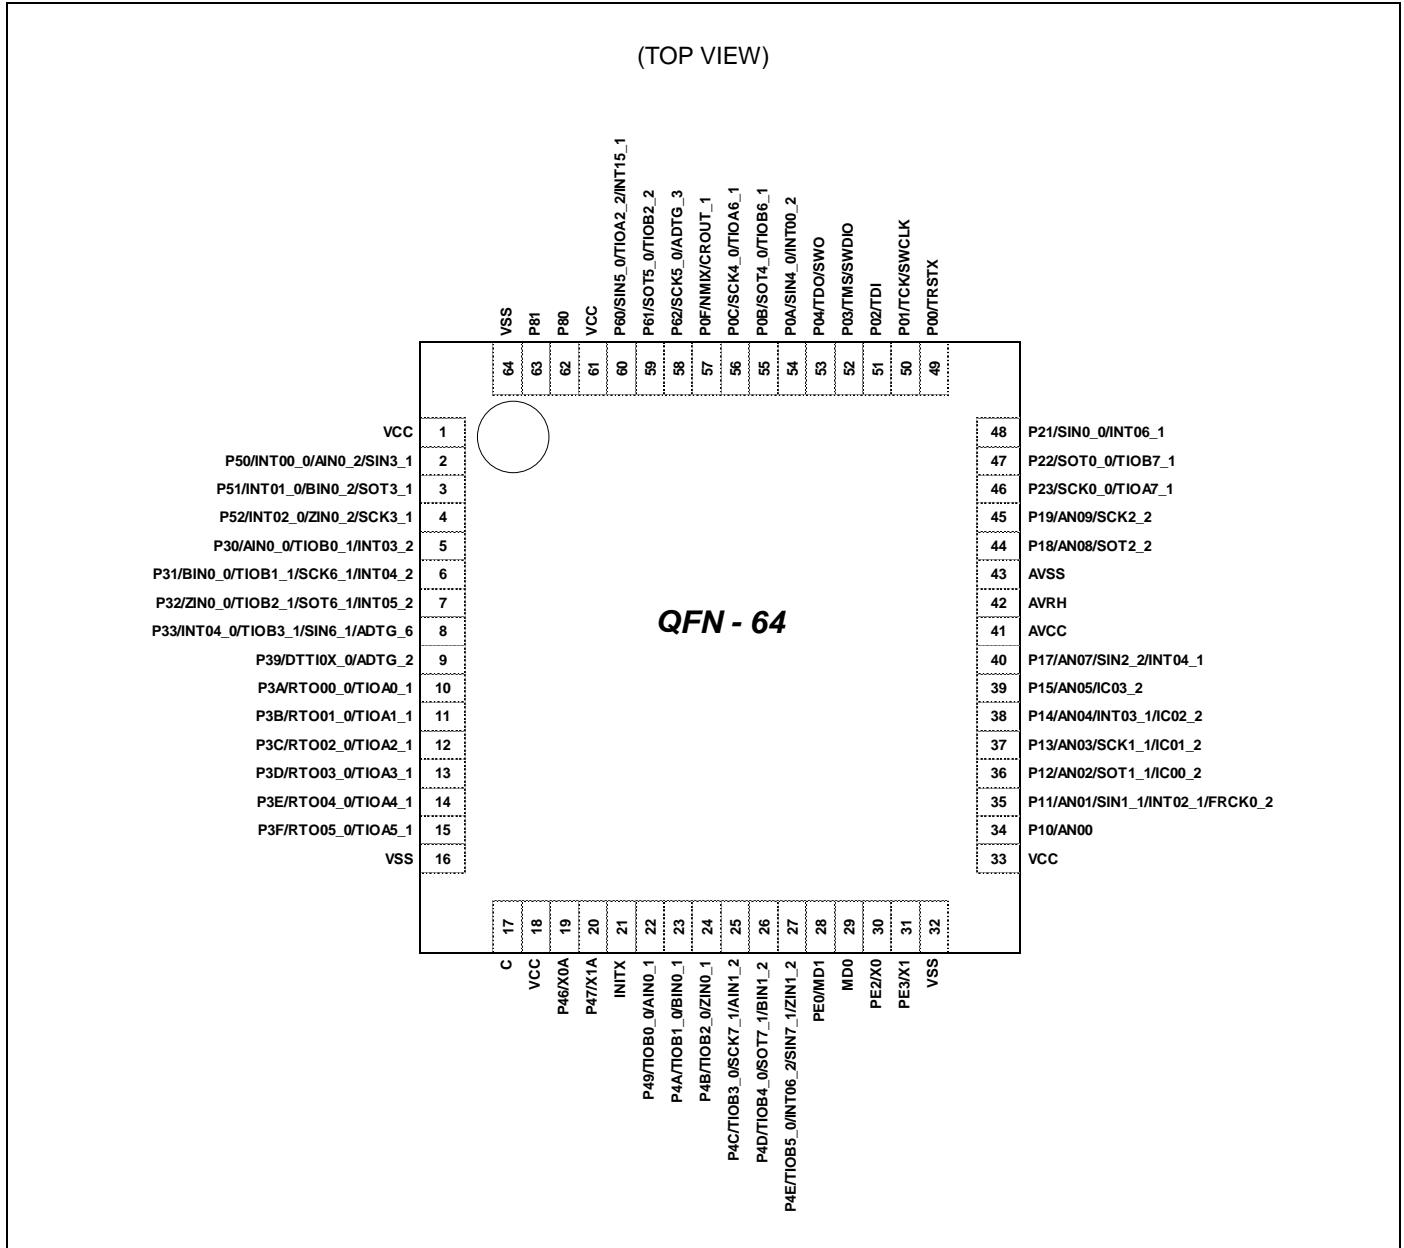 (TOP VIEW)
VSS
P81
P80
VCC
P60/SIN5_0/TIOA2_2/INT15_1
P61/SOT5_0/TIOB2_2
P62/SCK5_0/ADTG_3
P0F/NMIX/CROUT_1
P0C/SCK4_0/TIOA6_1
P0B/SOT4_0/TIOB6_1
P0A/SIN4_0/INT00_2
P04/TDO/SWO
P03/TMS/SWDIO
P02/TDI
P01/TCK/SWCLK
P00/TRSTX
64
63
62
61
60
59
58
57
56
55
54
53
52
51
50
49
VCC 1
P50/INT00_0/AIN0_2/SIN3_1 2
P51/INT01_0/BIN0_2/SOT3_1 3
P52/INT02_0/ZIN0_2/SCK3_1 4
P30/AIN0_0/TIOB0_1/INT03_2 5
P31/BIN0_0/TIOB1_1/SCK6_1/INT04_2 6
P32/ZIN0_0/TIOB2_1/SOT6_1/INT05_2 7
P33/INT04_0/TIOB3_1/SIN6_1/ADTG_6 8
P39/DTTI0X_0/ADTG_2 9
P3A/RTO00_0/TIOA0_1 10
P3B/RTO01_0/TIOA1_1 11
P3C/RTO02_0/TIOA2_1 12
P3D/RTO03_0/TIOA3_1 13
P3E/RTO04_0/TIOA4_1 14
P3F/RTO05_0/TIOA5_1 15
VSS 16
QFN - 64
48 P21/SIN0_0/INT06_1
47 P22/SOT0_0/TIOB7_1
46 P23/SCK0_0/TIOA7_1
45 P19/AN09/SCK2_2
44 P18/AN08/SOT2_2
43 AVSS
42 AVRH
41 AVCC
40 P17/AN07/SIN2_2/INT04_1
39 P15/AN05/IC03_2
38 P14/AN04/INT03_1/IC02_2
37 P13/AN03/SCK1_1/IC01_2
36 P12/AN02/SOT1_1/IC00_2
35 P11/AN01/SIN1_1/INT02_1/FRCK0_2
34 P10/AN00
33 VCC
17
18
19
20
21
22
23
24
25
26
27
28
29
30
31
32
C
VCC
P46/X0A
P47/X1A
INITX
P49/TIOB0_0/AIN0_1
P4A/TIOB1_0/BIN0_1
P4B/TIOB2_0/ZIN0_1
P4C/TIOB3_0/SCK7_1/AIN1_2
P4D/TIOB4_0/SOT7_1/BIN1_2
P4E/TIOB5_0/INT06_2/SIN7_1/ZIN1_2
PE0/MD1
MD0
PE2/X0
PE3/X1
VSS